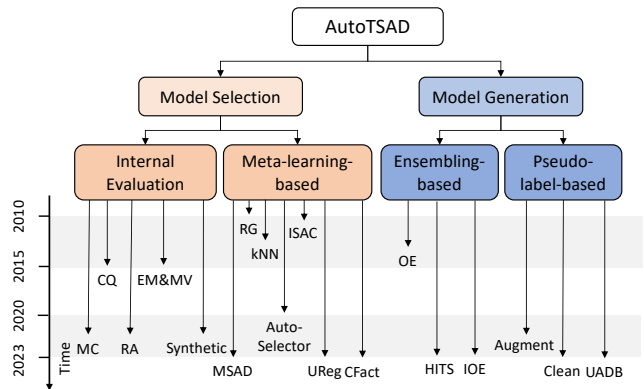 AutoTSAD
Model Selection
Model Generation
Internal
Evaluation
Meta-learning-
based
Ensembling-
based
Pseudo-
label-based
2010
2015
2020
2023
Time
RG
kNN
ISAC
OE
CQ
EM&MV
MC
RA
Synthetic
Auto-
Selector
Augment
MSAD
UReg
CFact
HITS
IOE
Clean
UADB